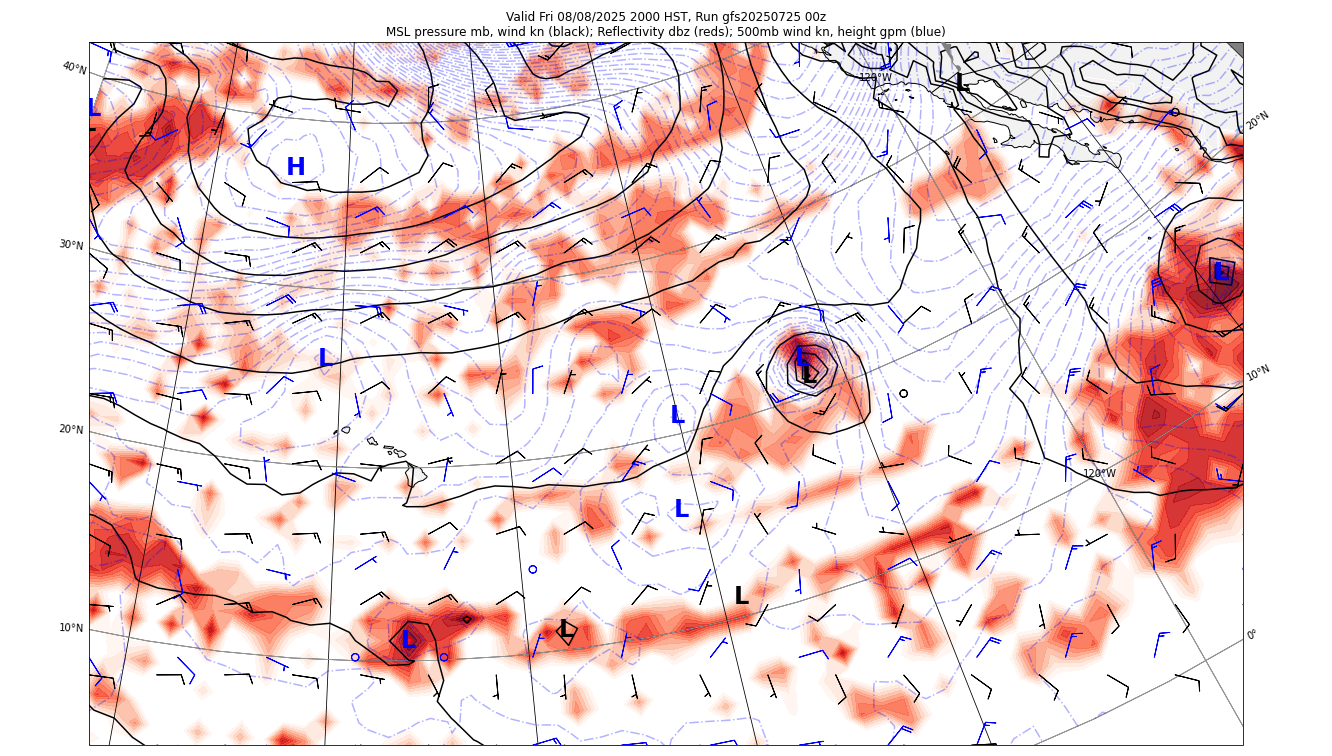 Valid Fri 08/08/2025 2000 HST, Run gfs20250725 00z
MSL pressure mb, wind kn (black); Reflectivity dbz (reds); 500mb wind kn, height gpm (blue)
40°N
120°W
L
L
20°N
H
30°N
L
L
L
L
10°N
L
20°N
120°W
L
L
L
L
10°N
L
0°